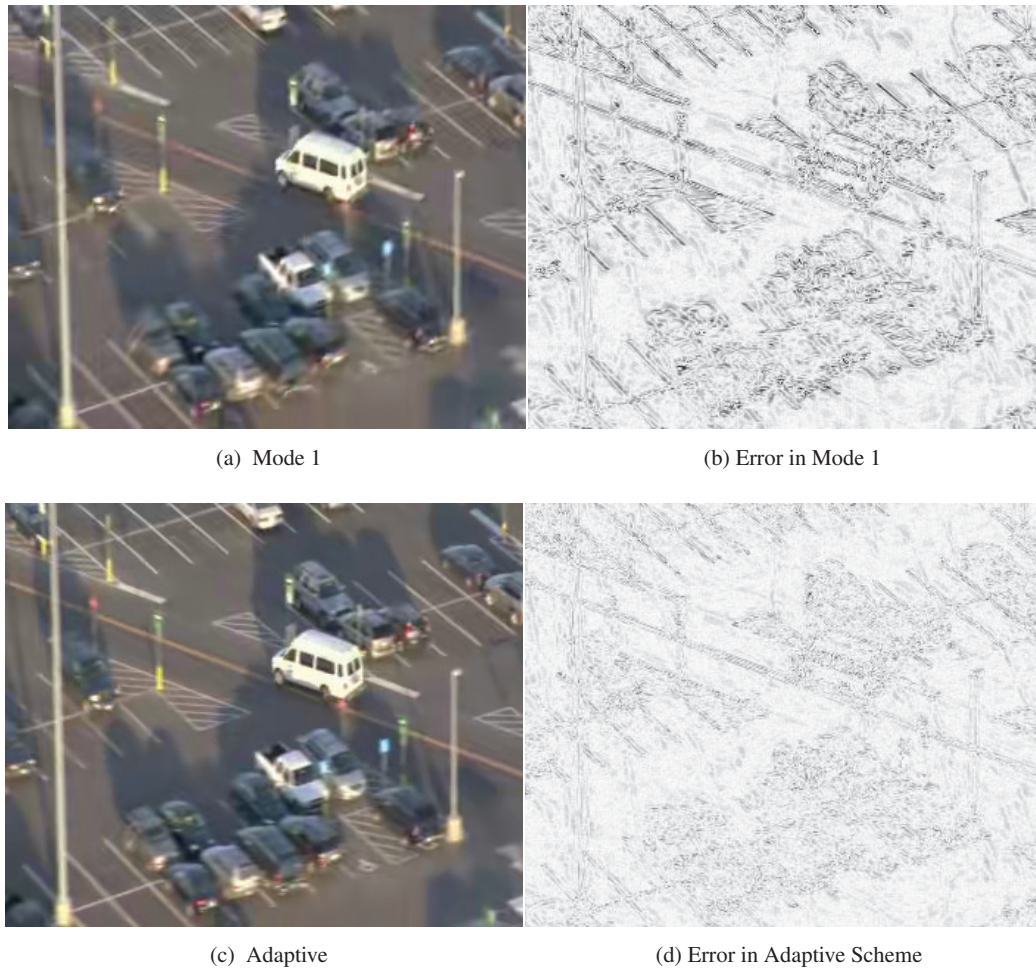 (a) Mode 1
(b) Error in Mode 1
(c) Adaptive
(d) Error in Adaptive Scheme